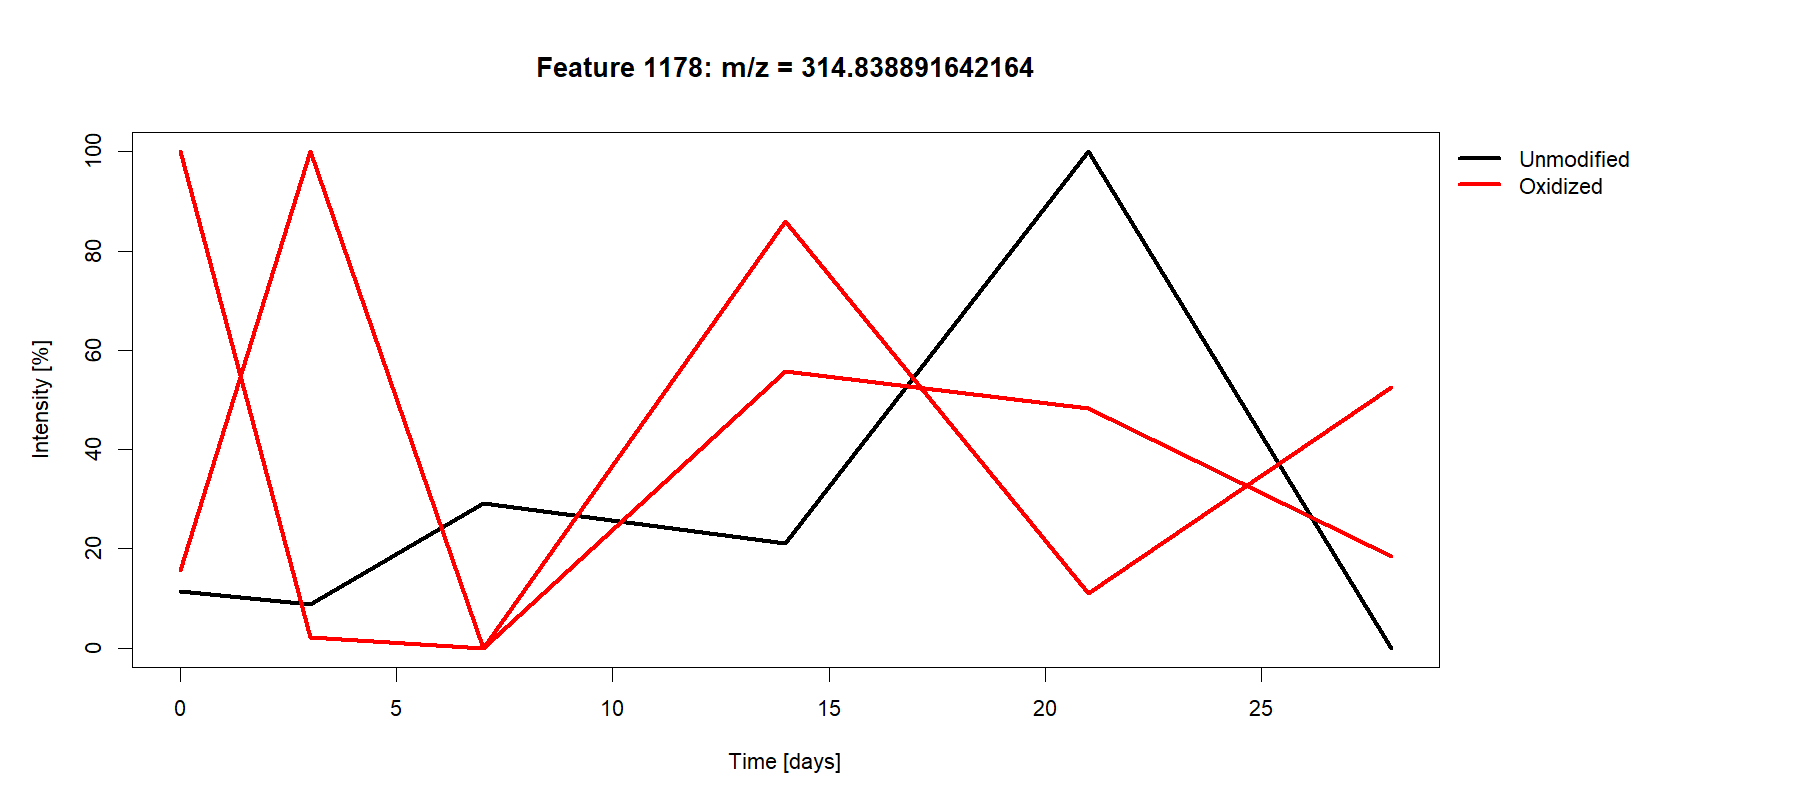 Feature 1178: m/z = 314.838891642164
Unmodified
Oxidized
Intensity [%]
100
80
60
40
20
0
0 5 10 15 20 25
Time [days]